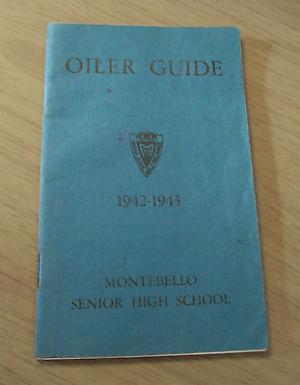 OILER GUIDE
1942-1943
MONTEBELLO
SENIOR HIGH SCHOOL